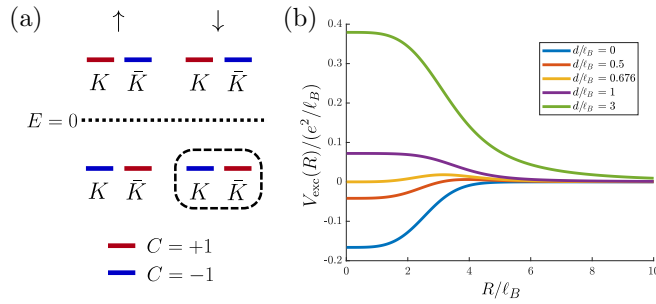 (a)
↑ ↓
K K̄ K K̄
E = 0
K K̄ K K̄
C = +1
C = −1
(b)
V_exc(R)/(e²/ℓ_B)
0.4
0.3
0.2
0.1
0
-0.1
-0.2
d/ℓ_B = 0
d/ℓ_B = 0.5
d/ℓ_B = 0.676
d/ℓ_B = 1
d/ℓ_B = 3
0 2 4 6 8 10
R/ℓ_B